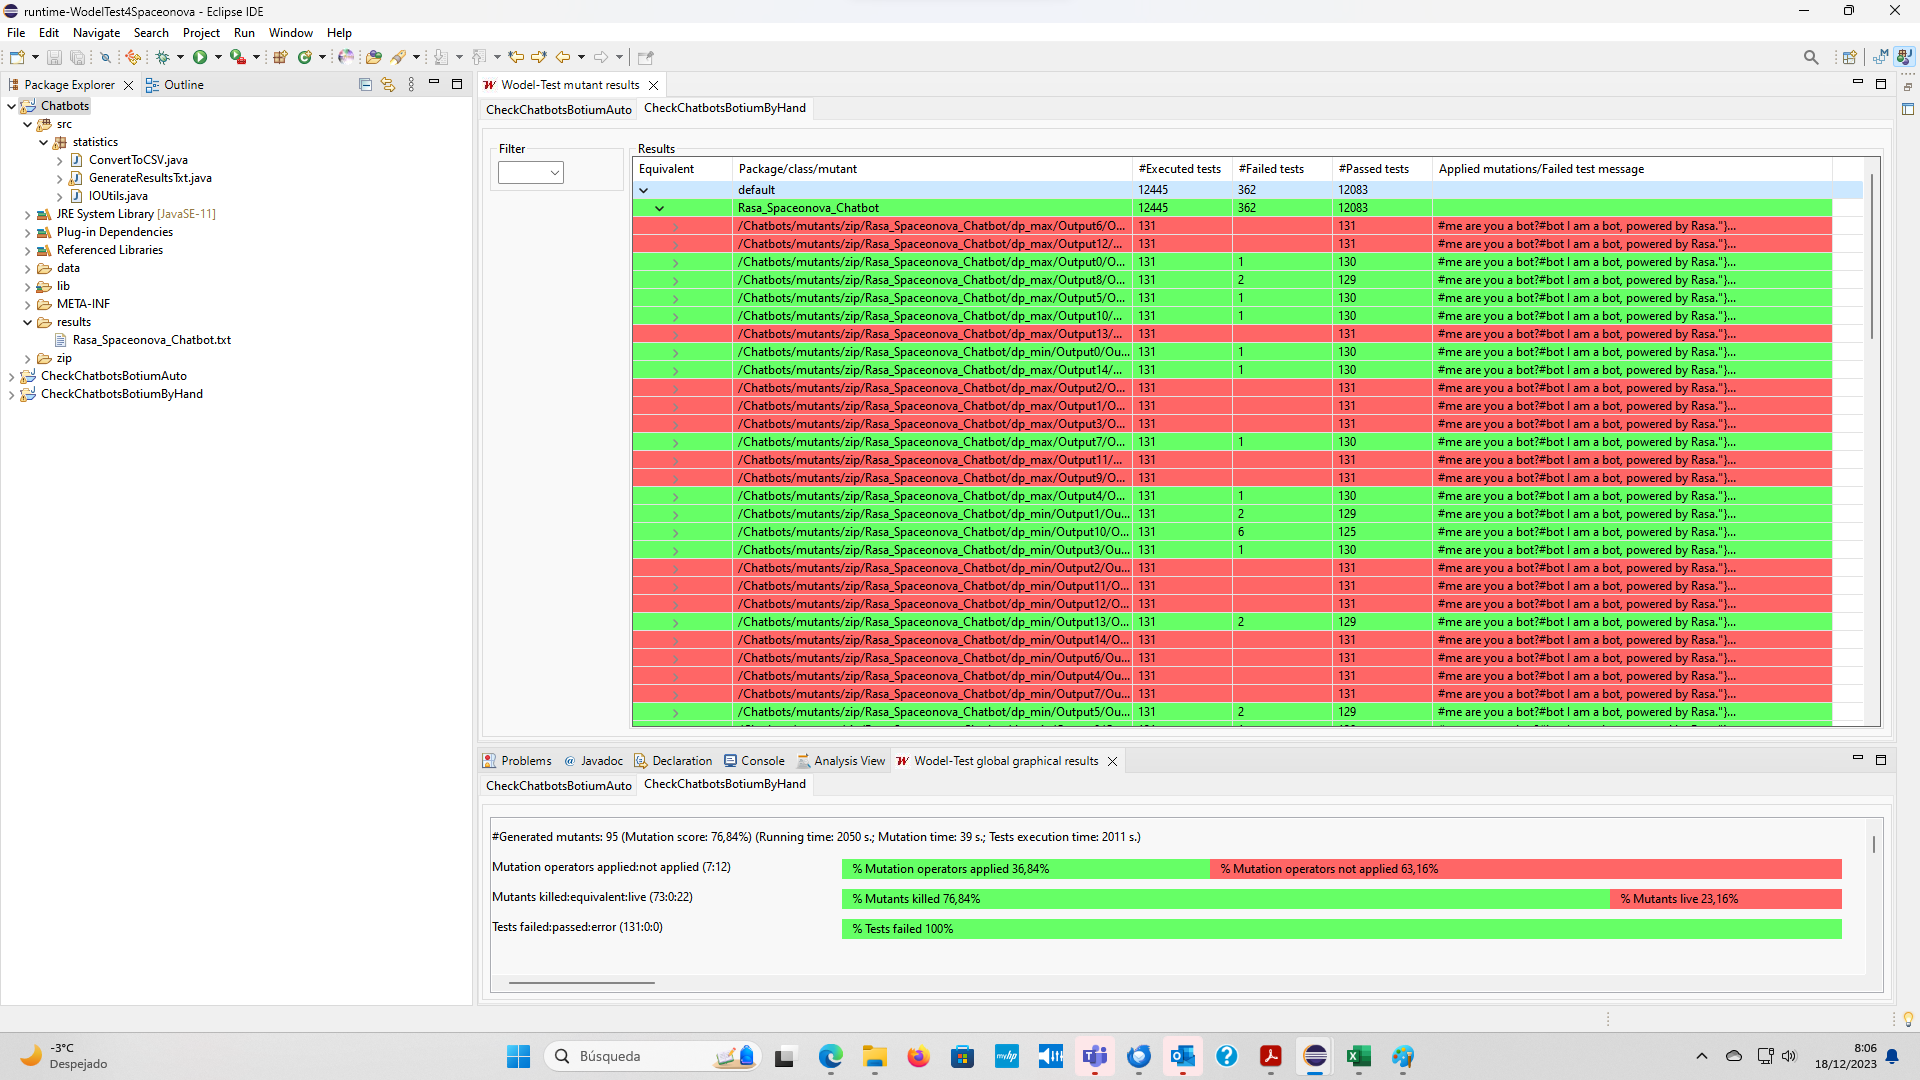 runtime-WodelTest4Spaceonova - Eclipse IDE
File Edit Navigate Search Project Run Window Help
Package Explorer Outline
Chatbots
src
statistics
ConvertToCSV.java
GenerateResultsTxt.java
IOUtils.java
JRE System Library [JavaSE-11]
Plug-in Dependencies
Referenced Libraries
data
lib
META-INF
results
Rasa_Spaceonova_Chatbot.txt
zip
CheckChatbotsBotiumAuto
CheckChatbotsBotiumByHand
Wodel-Test mutant results
CheckChatbotsBotiumAuto CheckChatbotsBotiumByHand
Filter
Results
Equivalent Package/class/mutant #Executed tests #Failed tests #Passed tests Applied mutations/Failed test message
default 12445 362 12083
Rasa_Spaceonova_Chatbot 12445 362 12083
/Chatbots/mutants/zip/Rasa_Spaceonova_Chatbot/dp_max/Output6/O... 131 131 #me are you a bot?#bot I am a bot, powered by Rasa."}...
/Chatbots/mutants/zip/Rasa_Spaceonova_Chatbot/dp_max/Output12/... 131 131 #me are you a bot?#bot I am a bot, powered by Rasa."}...
/Chatbots/mutants/zip/Rasa_Spaceonova_Chatbot/dp_max/Output0/O... 131 1 130 #me are you a bot?#bot I am a bot, powered by Rasa."}...
/Chatbots/mutants/zip/Rasa_Spaceonova_Chatbot/dp_max/Output8/O... 131 2 129 #me are you a bot?#bot I am a bot, powered by Rasa."}...
/Chatbots/mutants/zip/Rasa_Spaceonova_Chatbot/dp_max/Output5/O... 131 1 130 #me are you a bot?#bot I am a bot, powered by Rasa."}...
/Chatbots/mutants/zip/Rasa_Spaceonova_Chatbot/dp_max/Output10/... 131 1 130 #me are you a bot?#bot I am a bot, powered by Rasa."}...
/Chatbots/mutants/zip/Rasa_Spaceonova_Chatbot/dp_max/Output13/... 131 131 #me are you a bot?#bot I am a bot, powered by Rasa."}...
/Chatbots/mutants/zip/Rasa_Spaceonova_Chatbot/dp_min/Output0/Ou... 131 1 130 #me are you a bot?#bot I am a bot, powered by Rasa."}...
/Chatbots/mutants/zip/Rasa_Spaceonova_Chatbot/dp_max/Output14/... 131 1 130 #me are you a bot?#bot I am a bot, powered by Rasa."}...
/Chatbots/mutants/zip/Rasa_Spaceonova_Chatbot/dp_max/Output2/O... 131 131 #me are you a bot?#bot I am a bot, powered by Rasa."}...
/Chatbots/mutants/zip/Rasa_Spaceonova_Chatbot/dp_max/Output1/O... 131 131 #me are you a bot?#bot I am a bot, powered by Rasa."}...
/Chatbots/mutants/zip/Rasa_Spaceonova_Chatbot/dp_max/Output3/O... 131 131 #me are you a bot?#bot I am a bot, powered by Rasa."}...
/Chatbots/mutants/zip/Rasa_Spaceonova_Chatbot/dp_max/Output7/O... 131 1 130 #me are you a bot?#bot I am a bot, powered by Rasa."}...
/Chatbots/mutants/zip/Rasa_Spaceonova_Chatbot/dp_max/Output11/... 131 131 #me are you a bot?#bot I am a bot, powered by Rasa."}...
/Chatbots/mutants/zip/Rasa_Spaceonova_Chatbot/dp_max/Output9/O... 131 131 #me are you a bot?#bot I am a bot, powered by Rasa."}...
/Chatbots/mutants/zip/Rasa_Spaceonova_Chatbot/dp_max/Output4/O... 131 1 130 #me are you a bot?#bot I am a bot, powered by Rasa."}...
/Chatbots/mutants/zip/Rasa_Spaceonova_Chatbot/dp_min/Output1/Ou... 131 2 129 #me are you a bot?#bot I am a bot, powered by Rasa."}...
/Chatbots/mutants/zip/Rasa_Spaceonova_Chatbot/dp_min/Output10/O... 131 6 125 #me are you a bot?#bot I am a bot, powered by Rasa."}...
/Chatbots/mutants/zip/Rasa_Spaceonova_Chatbot/dp_min/Output3/Ou... 131 1 130 #me are you a bot?#bot I am a bot, powered by Rasa."}...
/Chatbots/mutants/zip/Rasa_Spaceonova_Chatbot/dp_min/Output2/Ou... 131 131 #me are you a bot?#bot I am a bot, powered by Rasa."}...
/Chatbots/mutants/zip/Rasa_Spaceonova_Chatbot/dp_min/Output11/O... 131 131 #me are you a bot?#bot I am a bot, powered by Rasa."}...
/Chatbots/mutants/zip/Rasa_Spaceonova_Chatbot/dp_min/Output12/O... 131 131 #me are you a bot?#bot I am a bot, powered by Rasa."}...
/Chatbots/mutants/zip/Rasa_Spaceonova_Chatbot/dp_min/Output13/O... 131 2 129 #me are you a bot?#bot I am a bot, powered by Rasa."}...
/Chatbots/mutants/zip/Rasa_Spaceonova_Chatbot/dp_min/Output14/O... 131 131 #me are you a bot?#bot I am a bot, powered by Rasa."}...
/Chatbots/mutants/zip/Rasa_Spaceonova_Chatbot/dp_min/Output6/Ou... 131 131 #me are you a bot?#bot I am a bot, powered by Rasa."}...
/Chatbots/mutants/zip/Rasa_Spaceonova_Chatbot/dp_min/Output4/Ou... 131 131 #me are you a bot?#bot I am a bot, powered by Rasa."}...
/Chatbots/mutants/zip/Rasa_Spaceonova_Chatbot/dp_min/Output7/Ou... 131 131 #me are you a bot?#bot I am a bot, powered by Rasa."}...
/Chatbots/mutants/zip/Rasa_Spaceonova_Chatbot/dp_min/Output5/Ou... 131 2 129 #me are you a bot?#bot I am a bot, powered by Rasa."}...
Problems Javadoc Declaration Console Analysis View Wodel-Test global graphical results
CheckChatbotsBotiumAuto CheckChatbotsBotiumByHand
#Generated mutants: 95 (Mutation score: 76,84%) (Running time: 2050 s.; Mutation time: 39 s.; Tests execution time: 2011 s.)
Mutation operators applied:not applied (7:12) % Mutation operators applied 36,84% % Mutation operators not applied 63,16%
Mutants killed:equivalent:live (73:0:22) % Mutants killed 76,84% % Mutants live 23,16%
Tests failed:passed:error (131:0:0) % Tests failed 100%
-3°C
Despejado
Búsqueda
myhp
8:06
18/12/2023